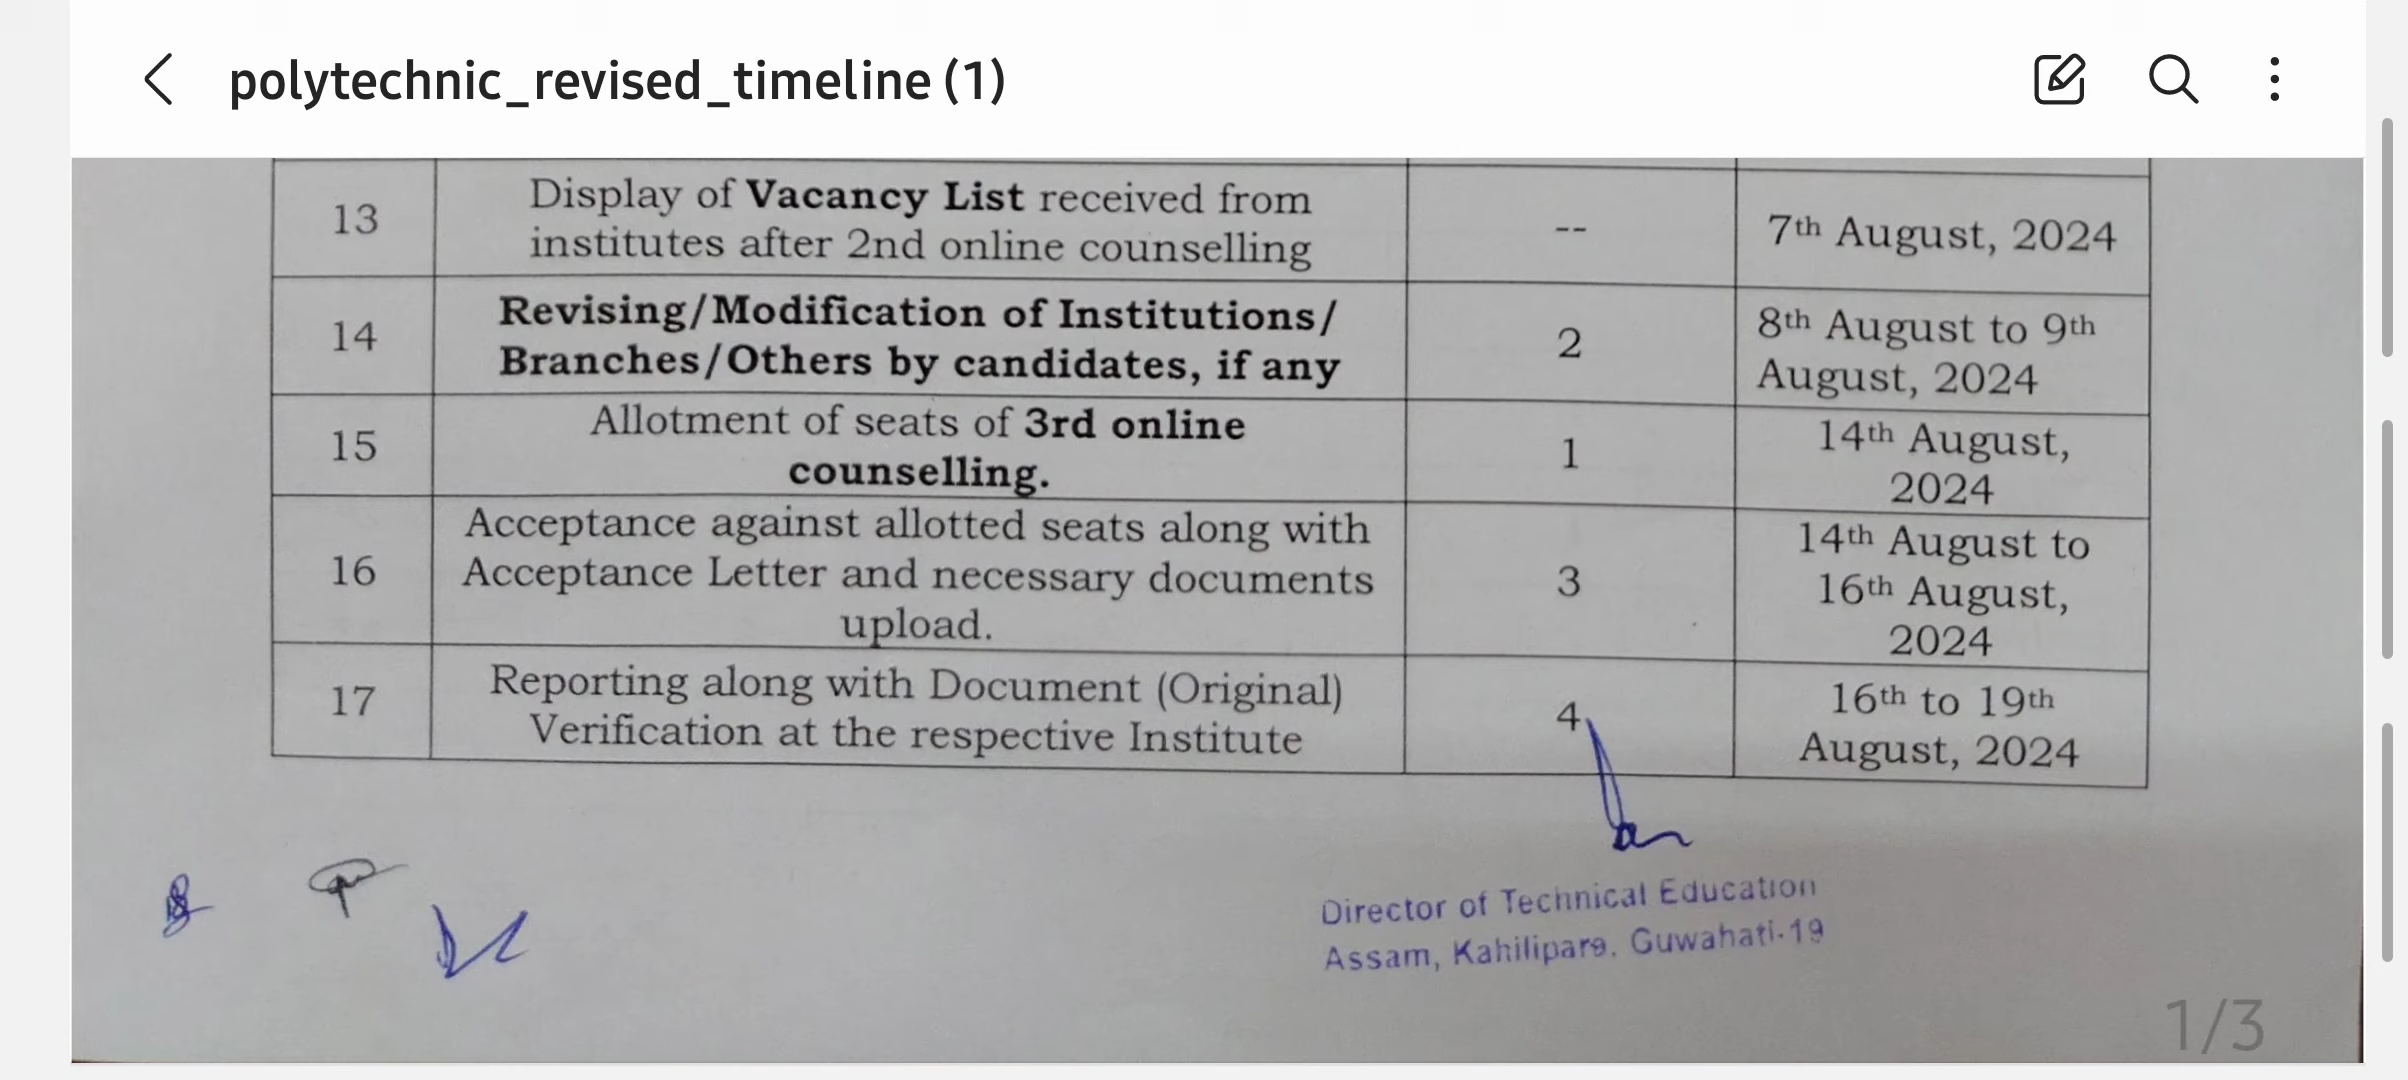 polytechnic_revised_timeline (1)
13
Display of Vacancy List received from
institutes after 2nd online counselling
--
7th August, 2024
14
Revising/Modification of Institutions/
Branches/Others by candidates, if any
2
8th August to 9th
August, 2024
15
Allotment of seats of 3rd online
counselling.
1
14th August,
2024
16
Acceptance against allotted seats along with
Acceptance Letter and necessary documents
upload.
3
14th August to
16th August,
2024
17
Reporting along with Document (Original)
Verification at the respective Institute
4
16th to 19th
August, 2024
Director of Technical Education
Assam, Kahilipara, Guwahati-19
1/3